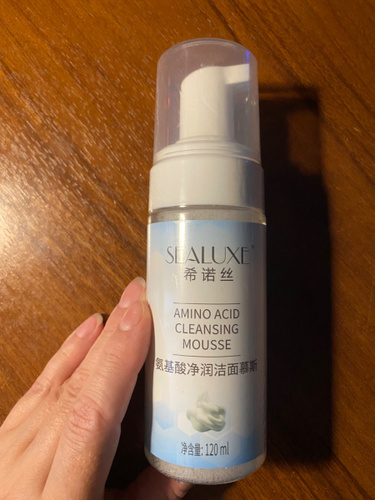 SEALUXE
希诺丝
AMINO ACID
CLEANSING
MOUSSE
氨基酸净润洁面慕斯
净含量: 120 ml